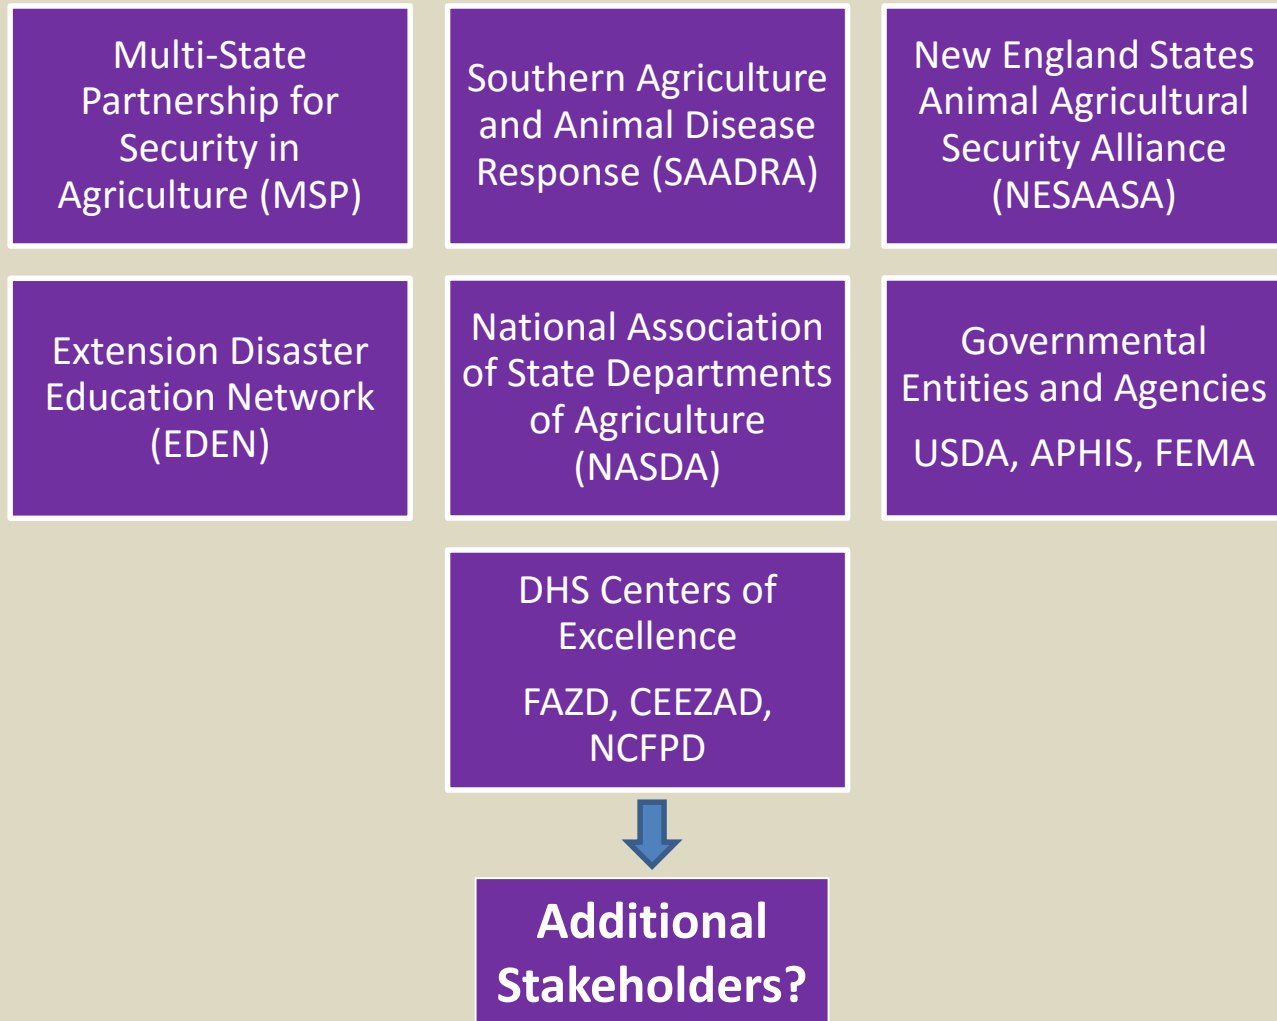 Multi-State
Partnership for
Security in
Agriculture (MSP)
Southern Agriculture
and Animal Disease
Response (SAADRA)
New England States
Animal Agricultural
Security Alliance
(NESAASA)
Extension Disaster
Education Network
(EDEN)
National Association
of State Departments
of Agriculture
(NASDA)
Governmental
Entities and Agencies
USDA, APHIS, FEMA
DHS Centers of
Excellence
FAZD, CEEZAD,
NCFPD
Additional
Stakeholders?